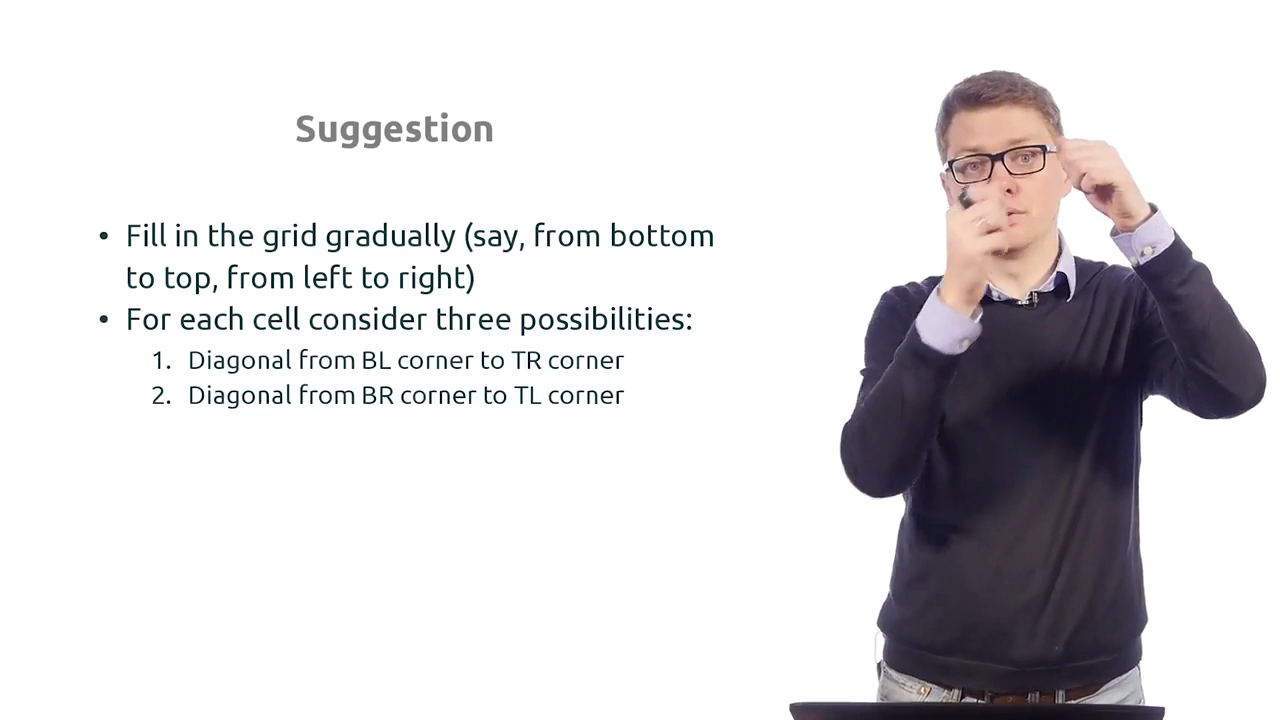 Suggestion
• Fill in the grid gradually (say, from bottom
to top, from left to right)
• For each cell consider three possibilities:
1. Diagonal from BL corner to TR corner
2. Diagonal from BR corner to TL corner